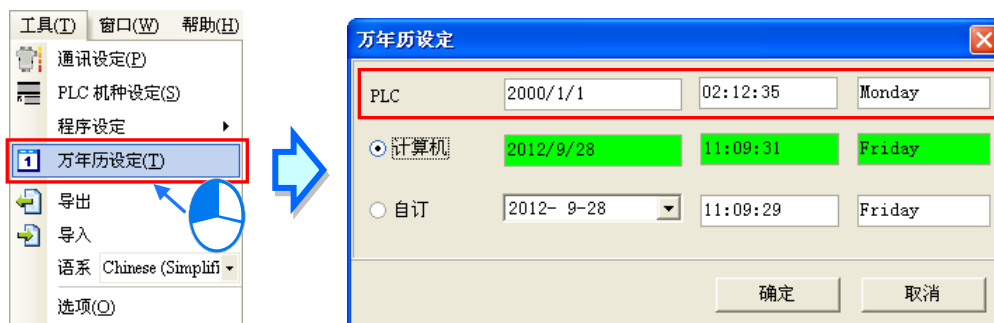 工具(T) 窗口(W) 帮助(H)
通讯设定(P)
PLC 机种设定(S)
程序设定
1 万年历设定(T)
导出
导入
语系 Chinese (Simplifi
选项(O)
万年历设定
PLC 2000/1/1 02:12:35 Monday
计算机 2012/9/28 11:09:31 Friday
自订 2012- 9-28 11:09:29 Friday
确定 取消